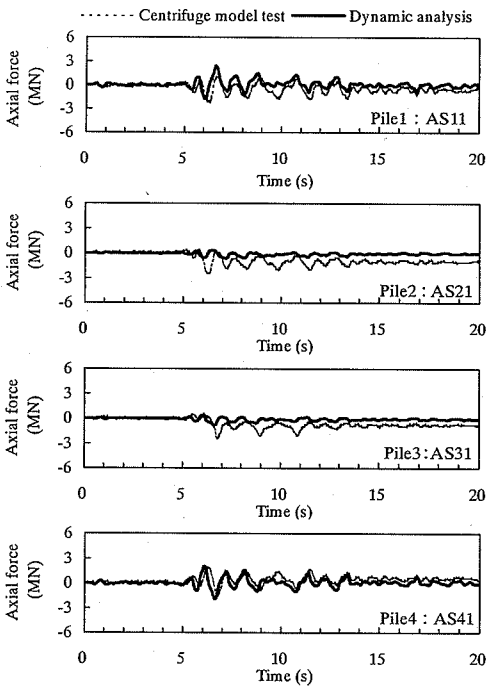 Centrifuge model test Dynamic analysis
Axial force
(MN)
6
3
0
-3
-6
Pile1 : AS11
0 5 10 15 20
Time (s)
Axial force
(MN)
6
3
0
-3
-6
Pile2 : AS21
0 5 10 15 20
Time (s)
Axial force
(MN)
6
3
0
-3
-6
Pile3:AS31
0 5 10 15 20
Time (s)
Axial force
(MN)
6
3
0
-3
-6
Pile4 : AS41
0 5 10 15 20
Time (s)